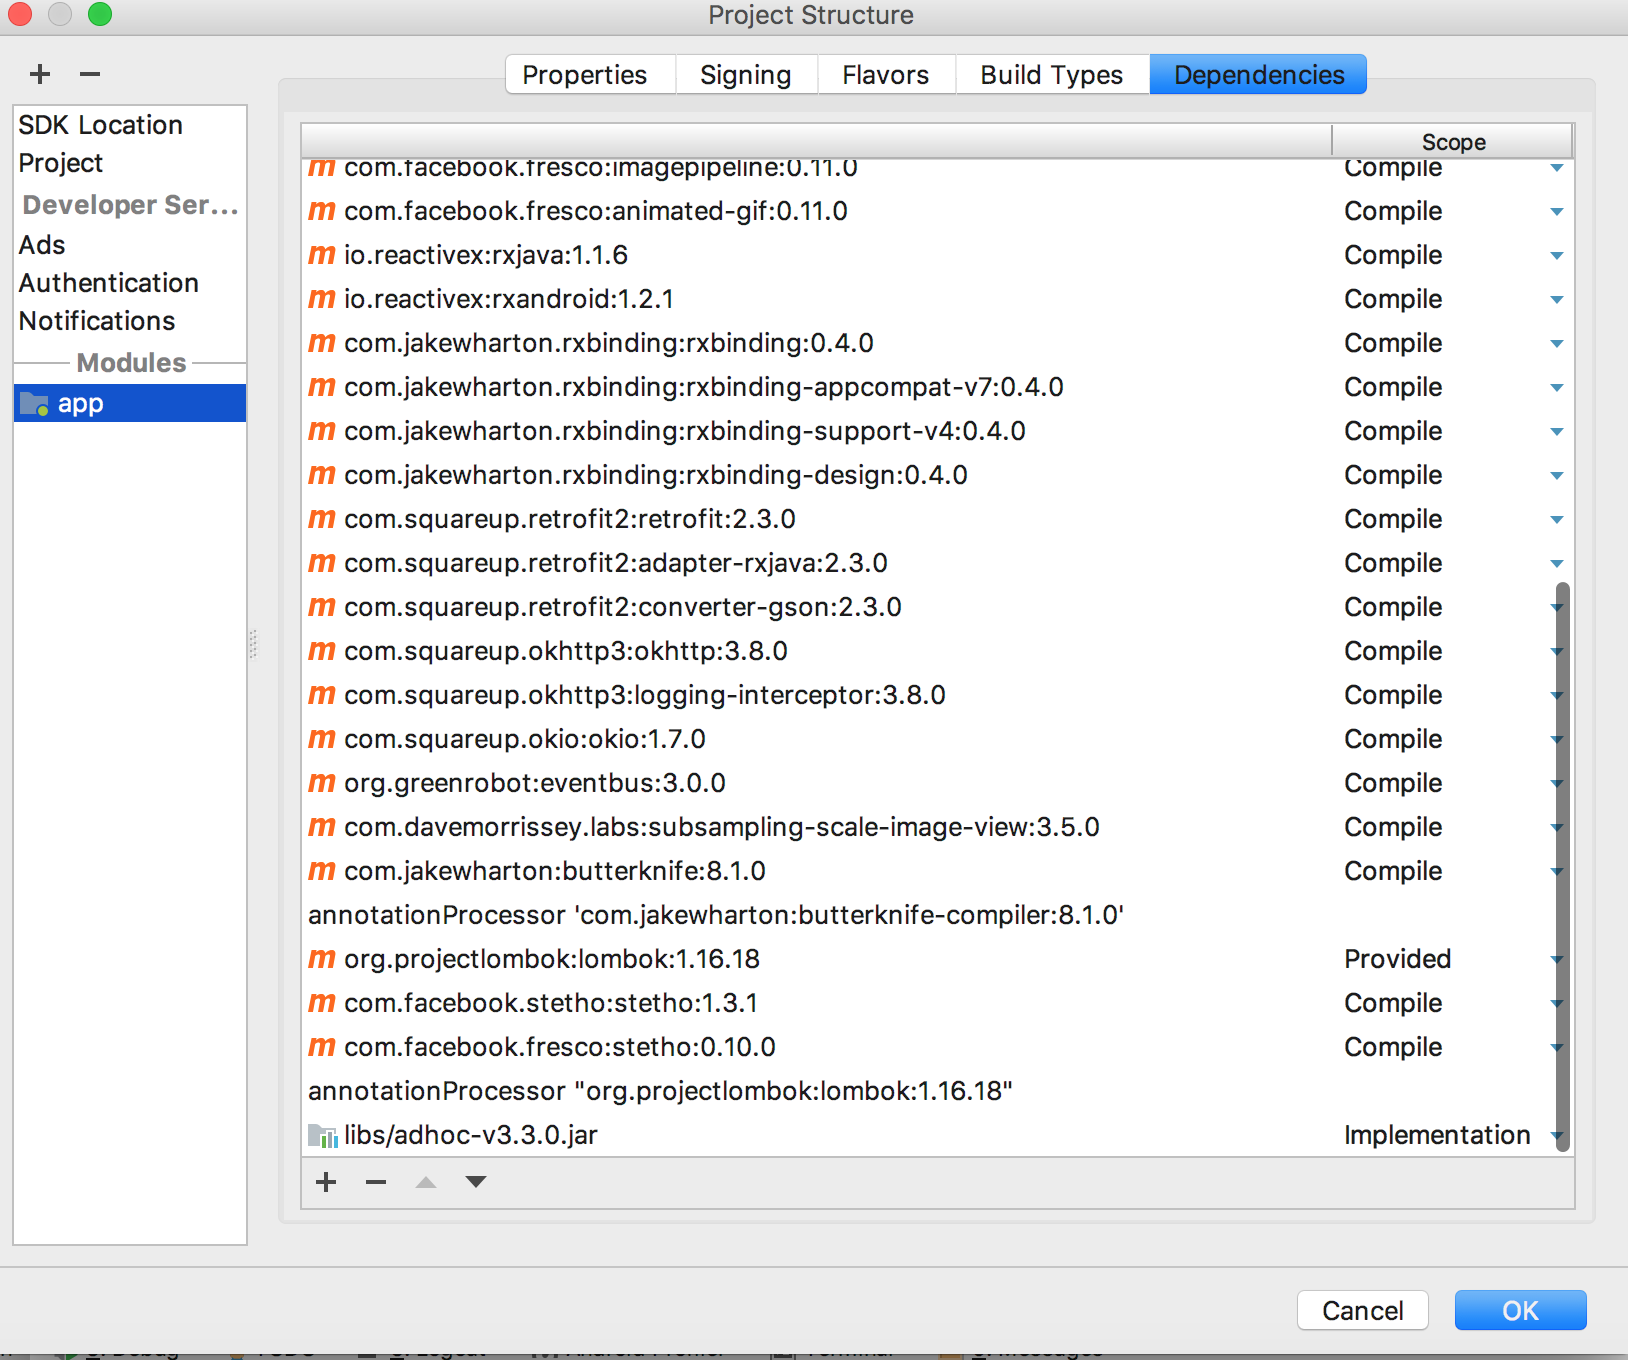 Project Structure
Properties
Signing
Flavors
Build Types
Dependencies
SDK Location
Project
Developer Ser...
Ads
Authentication
Notifications
Modules
app
Scope
com.facebook.fresco:imagepipeline:0.11.0 Compile
com.facebook.fresco:animated-gif:0.11.0 Compile
io.reactivex:rxjava:1.1.6 Compile
io.reactivex:rxandroid:1.2.1 Compile
com.jakewharton.rxbinding:rxbinding:0.4.0 Compile
com.jakewharton.rxbinding:rxbinding-appcompat-v7:0.4.0 Compile
com.jakewharton.rxbinding:rxbinding-support-v4:0.4.0 Compile
com.jakewharton.rxbinding:rxbinding-design:0.4.0 Compile
com.squareup.retrofit2:retrofit:2.3.0 Compile
com.squareup.retrofit2:adapter-rxjava:2.3.0 Compile
com.squareup.retrofit2:converter-gson:2.3.0 Compile
com.squareup.okhttp3:okhttp:3.8.0 Compile
com.squareup.okhttp3:logging-interceptor:3.8.0 Compile
com.squareup.okio:okio:1.7.0 Compile
org.greenrobot:eventbus:3.0.0 Compile
com.davemorrissey.labs:subsampling-scale-image-view:3.5.0 Compile
com.jakewharton:butterknife:8.1.0 Compile
annotationProcessor 'com.jakewharton:butterknife-compiler:8.1.0'
org.projectlombok:lombok:1.16.18 Provided
com.facebook.stetho:stetho:1.3.1 Compile
com.facebook.fresco:stetho:0.10.0 Compile
annotationProcessor "org.projectlombok:lombok:1.16.18"
libs/adhoc-v3.3.0.jar Implementation
Cancel
OK